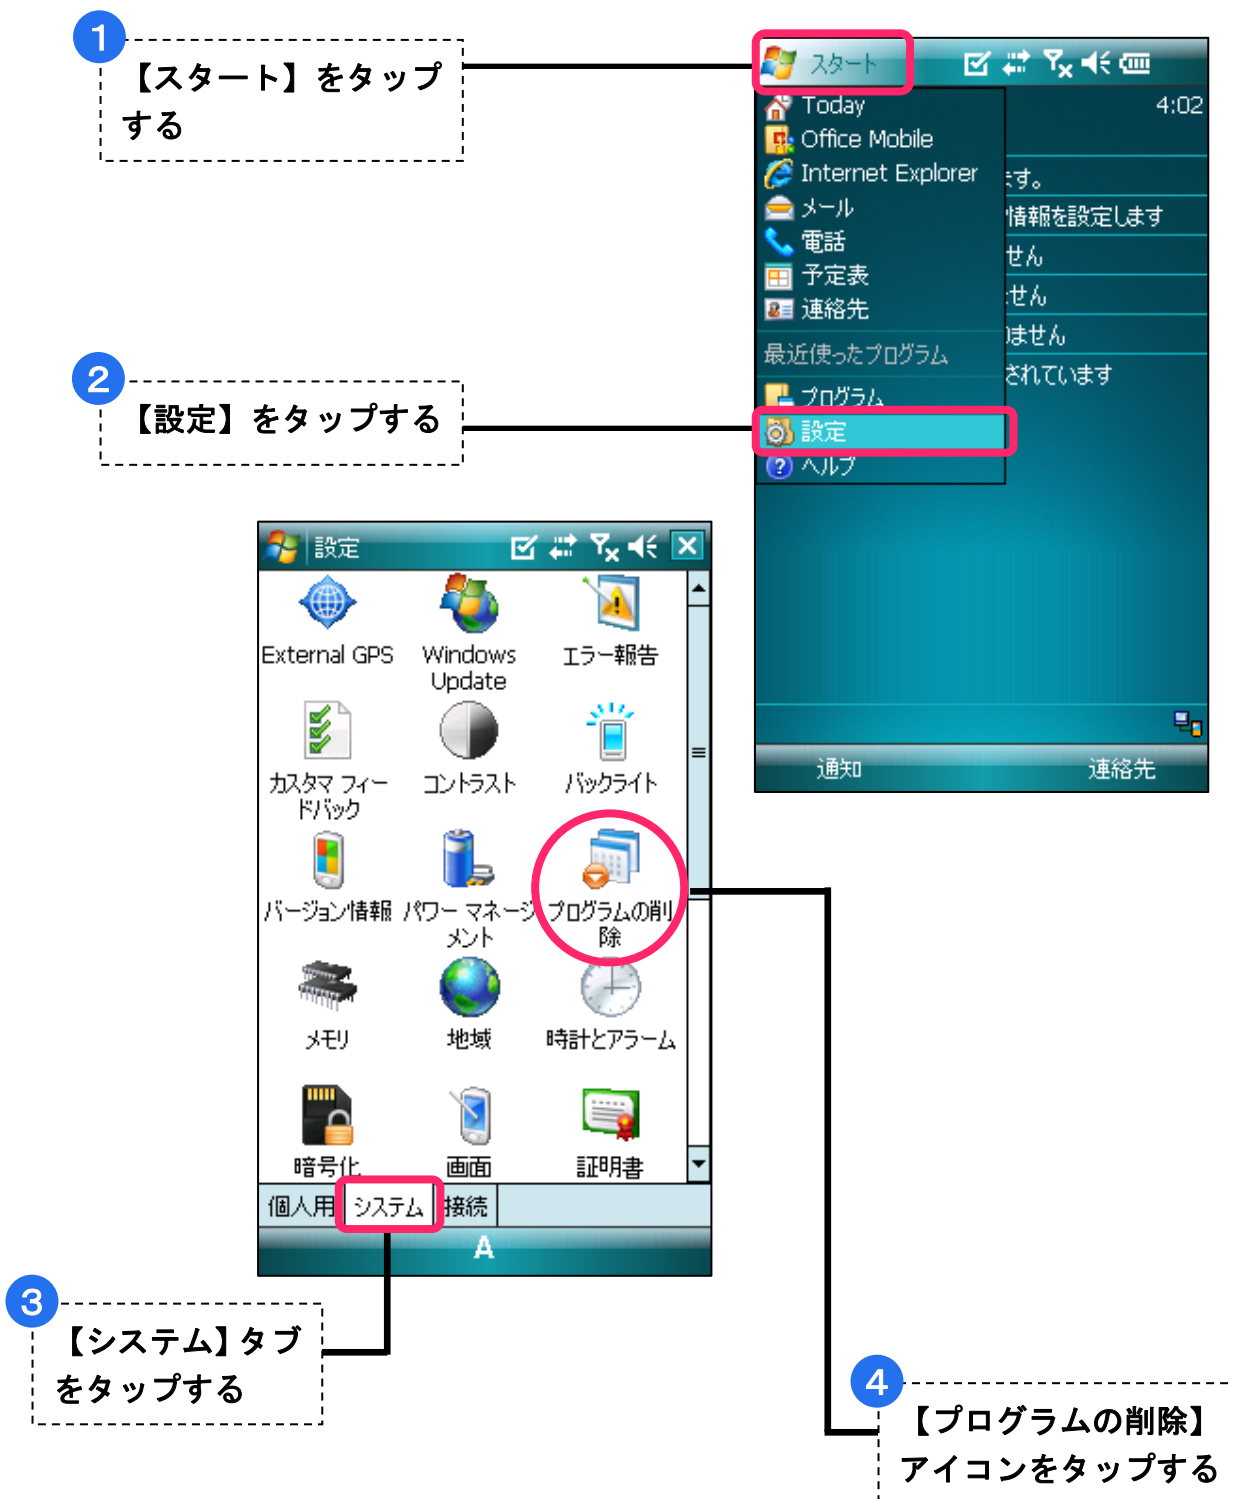 1
【スタート】をタップ
する
スタート
Today
4:02
Office Mobile
Internet Explorer
ます。
メール
情報を設定します
電話
せん
予定表
せん
連絡先
りません
最近使ったプログラム
されています
プログラム
設定
ヘルプ
通知
連絡先
2
【設定】をタップする
設定
External GPS
Windows
Update
エラー報告
カスタマ フィー
ドバック
コントラスト
バックライト
バージョン情報
パワー マネージ
メント
プログラムの削
除
メモリ
地域
時計とアラーム
暗号化
画面
証明書
個人用
システム
接続
A
3
【システム】タブ
をタップする
4
【プログラムの削除】
アイコンをタップする